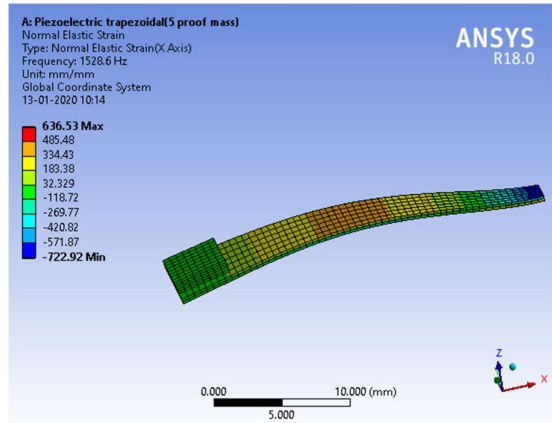 A: Piezoelectric trapezoidal(5 proof mass)
Normal Elastic Strain
Type: Normal Elastic Strain(X Axis)
Frequency: 1528.6 Hz
Unit: mm/mm
Global Coordinate System
13-01-2020 10:14
ANSYS
R18.0
636.53 Max
485.48
334.43
183.38
32.329
-118.72
-269.77
-420.82
-571.87
-722.92 Min
Z
X
0.000 10.000 (mm)
5.000